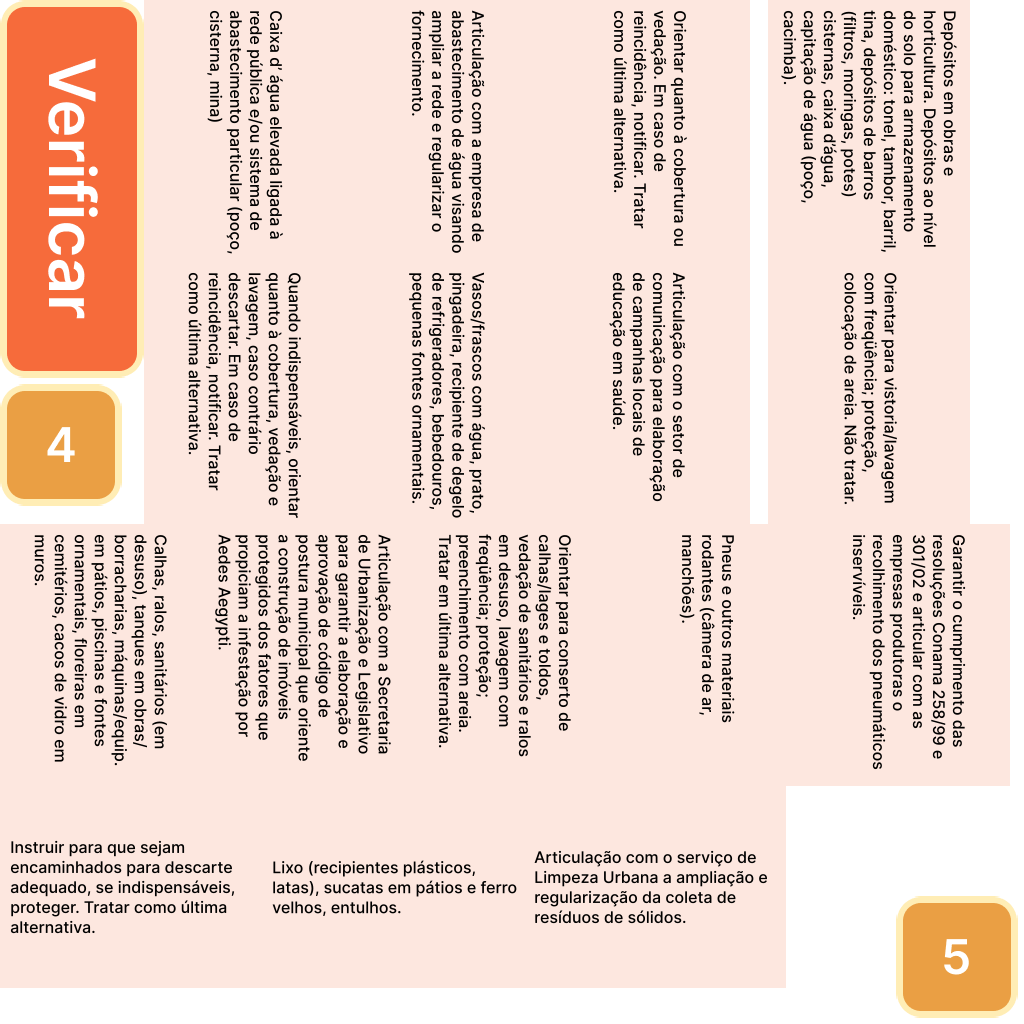 Verificar
4
Caixa d’ água elevada ligada à
rede pública e/ou sistema de
abastecimento particular (poço,
cisterna, mina)
Articulação com a empresa de
abastecimento de água visando
ampliar a rede e regularizar o
fornecimento.
Orientar quanto à cobertura ou
vedação. Em caso de
reincidência, notificar. Tratar
como última alternativa.
Depósitos em obras e
horticultura. Depósitos ao nível
do solo para armazenamento
doméstico: tonel, tambor, barril,
tina, depósitos de barros
(filtros, moringas, potes)
cisternas, caixa d’água,
capitação de água (poço,
cacimba).
Quando indispensáveis, orientar
quanto à cobertura, vedação e
lavagem, caso contrário
descartar. Em caso de
reincidência, notificar. Tratar
como última alternativa.
Vasos/frascos com água, prato,
pingadeira, recipiente de degelo
de refrigeradores, bebedouros,
pequenas fontes ornamentais.
Articulação com o setor de
comunicação para elaboração
de campanhas locais de
educação em saúde.
Orientar para vistoria/lavagem
com freqüência; proteção,
colocação de areia. Não tratar.
Calhas, ralos, sanitários (em
desuso), tanques em obras/
borracharias, máquinas/equip.
em pátios, piscinas e fontes
ornamentais, floreiras em
cemitérios, cacos de vidro em
muros.
Articulação com a Secretaria
de Urbanização e Legislativo
para garantir a elaboração e
aprovação de código de
postura municipal que oriente
a construção de imóveis
protegidos dos fatores que
propiciam a infestação por
Aedes Aegypti.
Orientar para conserto de
calhas/lages e toldos,
vedação de sanitários e ralos
em desuso, lavagem com
freqüência; proteção;
preenchimento com areia.
Tratar em última alternativa.
Pneus e outros materiais
rodantes (câmera de ar,
manchões).
Garantir o cumprimento das
resoluções Conama 258/99 e
301/02 e articular com as
empresas produtoras o
recolhimento dos pneumáticos
inservíveis.
Instruir para que sejam
encaminhados para descarte
adequado, se indispensáveis,
proteger. Tratar como última
alternativa.
Lixo (recipientes plásticos,
latas), sucatas em pátios e ferro
velhos, entulhos.
Articulação com o serviço de
Limpeza Urbana a ampliação e
regularização da coleta de
resíduos de sólidos.
5